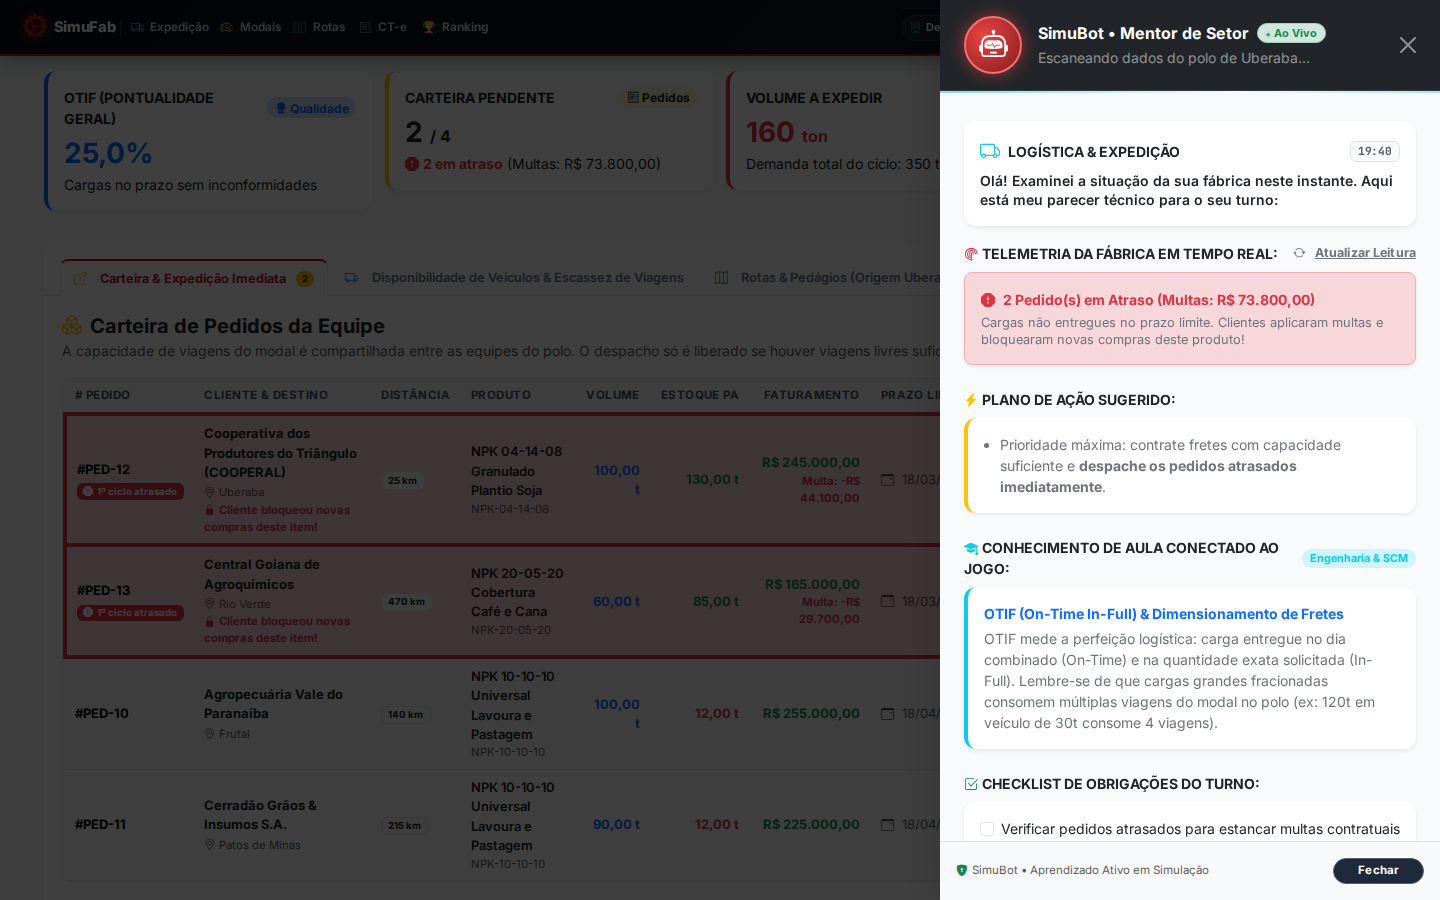 SimuFab
Expedição
Modais
Rotas
CT-e
Ranking
De
OTIF (PONTUALIDADE GERAL)
Qualidade
25,0%
Cargas no prazo sem inconformidades
CARTEIRA PENDENTE
Pedidos
2 / 4
2 em atraso (Multas: R$ 73.800,00)
VOLUME A EXPEDIR
160 ton
Demanda total do ciclo: 350 t
Carteira & Expedição Imediata 2
Disponibilidade de Veículos & Escassez de Viagens
Rotas & Pedágios (Origem Ubera
Carteira de Pedidos da Equipe
A capacidade de viagens do modal é compartilhada entre as equipes do polo. O despacho só é liberado se houver viagens livres sufic
# PEDIDO CLIENTE & DESTINO DISTÂNCIA PRODUTO VOLUME ESTOQUE PA FATURAMENTO PRAZO LI
#PED-12
1º ciclo atrasado
Cooperativa dos
Produtores do Triângulo
(COOPERAL)
Uberaba
Cliente bloqueou novas
compras deste item!
25 km
NPK 04-14-08
Granulado
Plantio Soja
NPK-04-14-08
100,00
t
130,00 t
R$ 245.000,00
Multa: -R$
44.100,00
18/03/
#PED-13
1º ciclo atrasado
Central Goiana de
Agroquímicos
Rio Verde
Cliente bloqueou novas
compras deste item!
470 km
NPK 20-05-20
Cobertura
Café e Cana
NPK-20-05-20
60,00 t
85,00 t
R$ 165.000,00
Multa: -R$
29.700,00
18/03/
#PED-10
Agropecuária Vale do
Paranaíba
Frutal
140 km
NPK 10-10-10
Universal
Lavoura e
Pastagem
NPK-10-10-10
100,00
t
12,00 t
R$ 255.000,00
18/04/
#PED-11
Cerradão Grãos &
Insumos S.A.
Patos de Minas
215 km
NPK 10-10-10
Universal
Lavoura e
Pastagem
NPK-10-10-10
90,00 t
12,00 t
R$ 225.000,00
18/04/
SimuBot • Mentor de Setor
Ao Vivo
Escaneando dados do polo de Uberaba...
LOGÍSTICA & EXPEDIÇÃO
19:40
Olá! Examinei a situação da sua fábrica neste instante. Aqui
está meu parecer técnico para o seu turno:
TELEMETRIA DA FÁBRICA EM TEMPO REAL:
Atualizar Leitura
2 Pedido(s) em Atraso (Multas: R$ 73.800,00)
Cargas não entregues no prazo limite. Clientes aplicaram multas e
bloquearam novas compras deste produto!
PLANO DE AÇÃO SUGERIDO:
• Prioridade máxima: contrate fretes com capacidade
suficiente e despache os pedidos atrasados
imediatamente.
CONHECIMENTO DE AULA CONECTADO AO
JOGO:
Engenharia & SCM
OTIF (On-Time In-Full) & Dimensionamento de Fretes
OTIF mede a perfeição logística: carga entregue no dia
combinado (On-Time) e na quantidade exata solicitada (In-
Full). Lembre-se de que cargas grandes fracionadas
consomem múltiplas viagens do modal no polo (ex: 120t em
veículo de 30t consome 4 viagens).
CHECKLIST DE OBRIGAÇÕES DO TURNO:
Verificar pedidos atrasados para estancar multas contratuais
SimuBot • Aprendizado Ativo em Simulação
Fechar